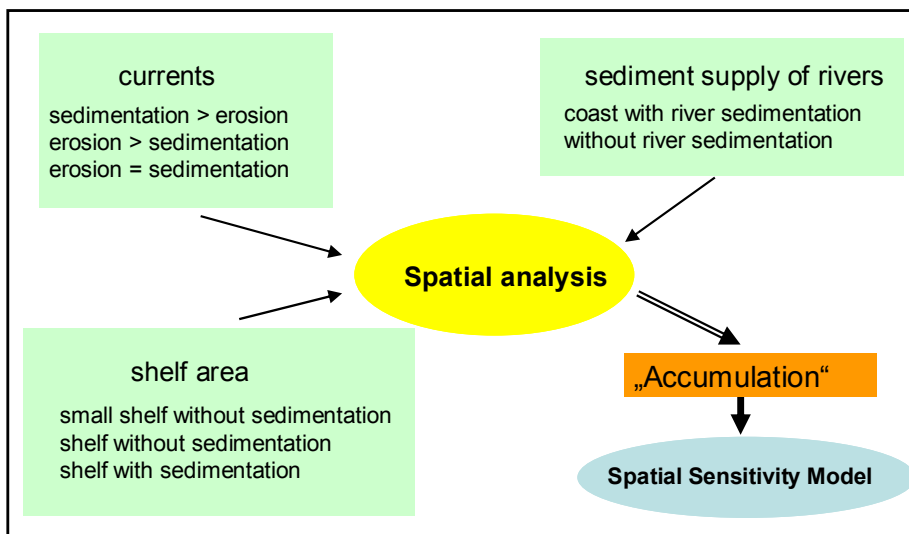 currents
sedimentation > erosion
erosion > sedimentation
erosion = sedimentation
sediment supply of rivers
coast with river sedimentation
without river sedimentation
Spatial analysis
shelf area
small shelf without sedimentation
shelf without sedimentation
shelf with sedimentation
„Accumulation“
Spatial Sensitivity Model